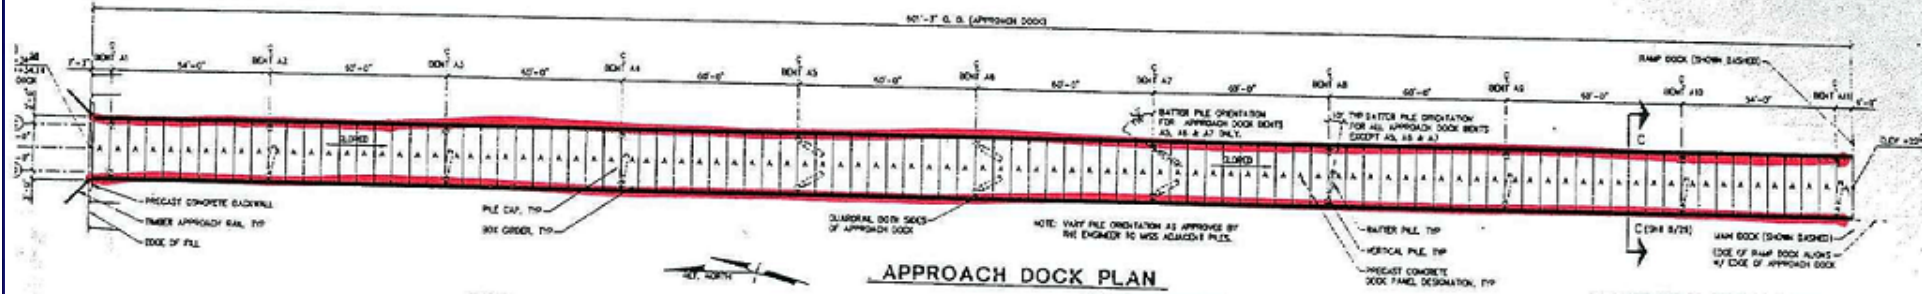 601'-3" O. O. (APPROACH DOCK)
RAMP DOCK (SHOWN DASHED)
BENT A1
BENT A2
BENT A3
BENT A4
BENT A5
BENT A6
BENT A7
BENT A8
BENT A9
BENT A10
BENT A11
54'-0"
60'-0"
60'-0"
60'-0"
60'-0"
60'-0"
60'-0"
60'-0"
60'-0"
54'-0"
DOCK
BATTER PILE ORIENTATION
FOR APPROACH DOCK BENTS
A5, A6 & A7 ONLY.
TYP BATTER PILE ORIENTATION
FOR ALL APPROACH DOCK BENTS
EXCEPT A5, A6 & A7
C
PRECAST CONCRETE BACKWALL
TIMBER APPROACH RAIL, TYP
EDGE OF FILL
PILE CAP, TYP
BOX GIRDER, TYP
GUARDRAIL BOTH SIDES
OF APPROACH DOCK
NOTE: VARY PILE ORIENTATION AS APPROVED BY
THE ENGINEER TO MISS ADJACENT PILES.
BATTER PILE, TYP
VERTICAL PILE, TYP
PRECAST CONCRETE
DOCK PANEL DESIGNATION, TYP
MAIN DOCK (SHOWN DASHED)
EDGE OF RAMP DOCK ALIGNS
W/ EDGE OF APPROACH DOCK
APPROACH DOCK PLAN